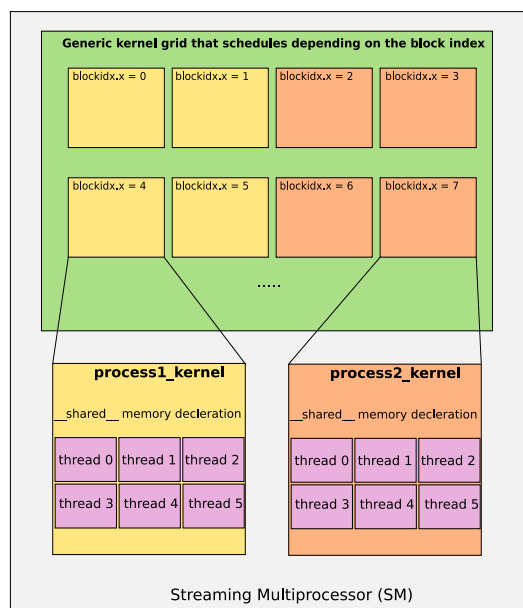 Generic kernel grid that schedules depending on the block index
blockidx.x = 0
blockidx.x = 1
blockidx.x = 2
blockidx.x = 3
blockidx.x = 4
blockidx.x = 5
blockidx.x = 6
blockidx.x = 7
.....
process1_kernel
__shared__ memory decleration
thread 0
thread 1
thread 2
thread 3
thread 4
thread 5
process2_kernel
__shared__ memory decleration
thread 0
thread 1
thread 2
thread 3
thread 4
thread 5
Streaming Multiprocessor (SM)